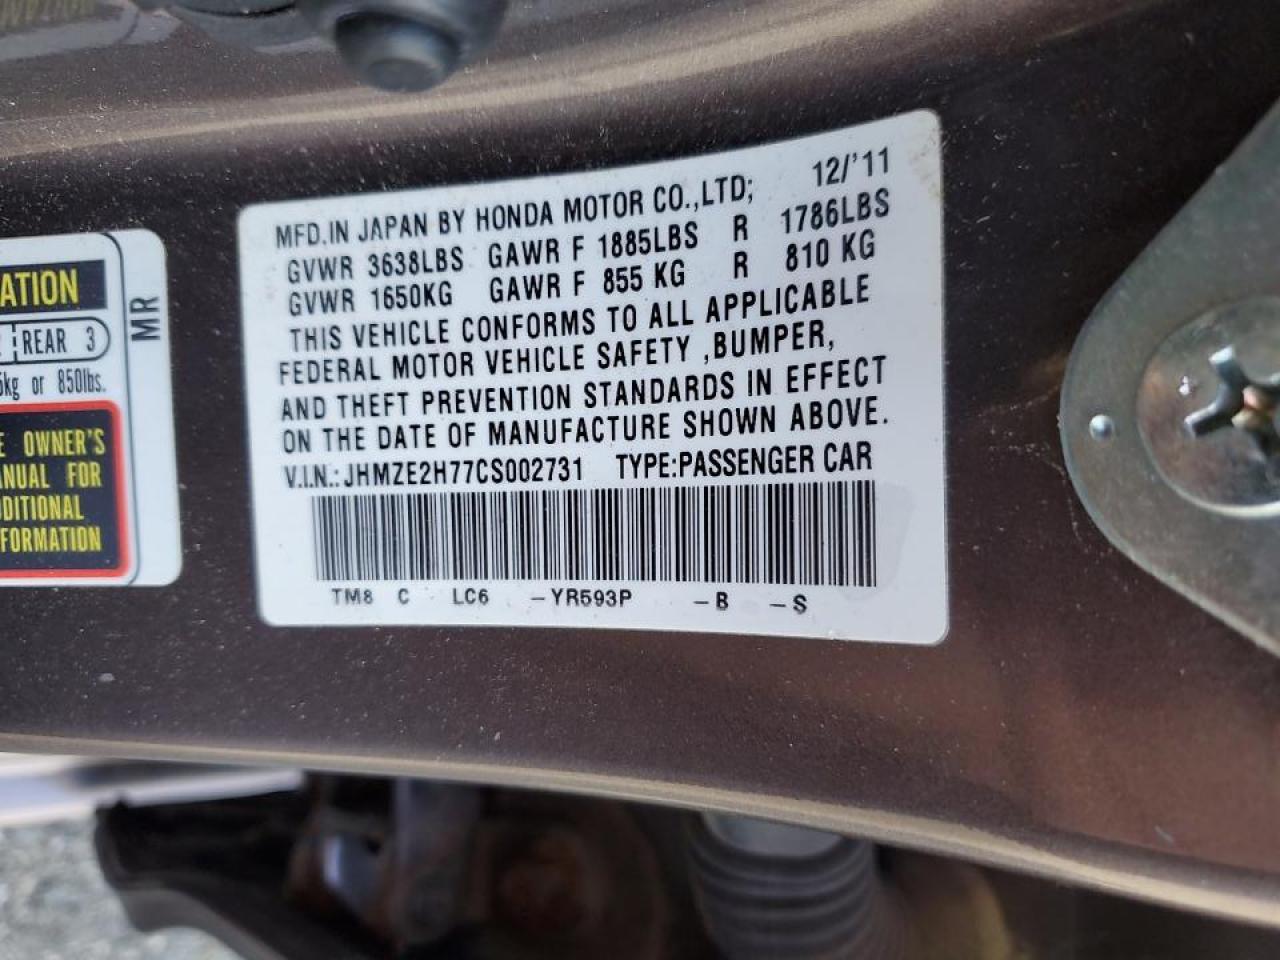 MFD.IN JAPAN BY HONDA MOTOR CO.,LTD; 12/'11
GVWR 3638LBS GAWR F 1885LBS R 1786LBS
GVWR 1650KG GAWR F 855 KG R 810 KG
THIS VEHICLE CONFORMS TO ALL APPLICABLE
FEDERAL MOTOR VEHICLE SAFETY ,BUMPER,
AND THEFT PREVENTION STANDARDS IN EFFECT
ON THE DATE OF MANUFACTURE SHOWN ABOVE.
V.I.N.:JHMZE2H77CS002731 TYPE:PASSENGER CAR
TM8 C LC6 -YR593P -B -S
ATION
REAR 3
kg or 850lbs.
OWNER'S
ANUAL FOR
DDITIONAL
FORMATION
MR